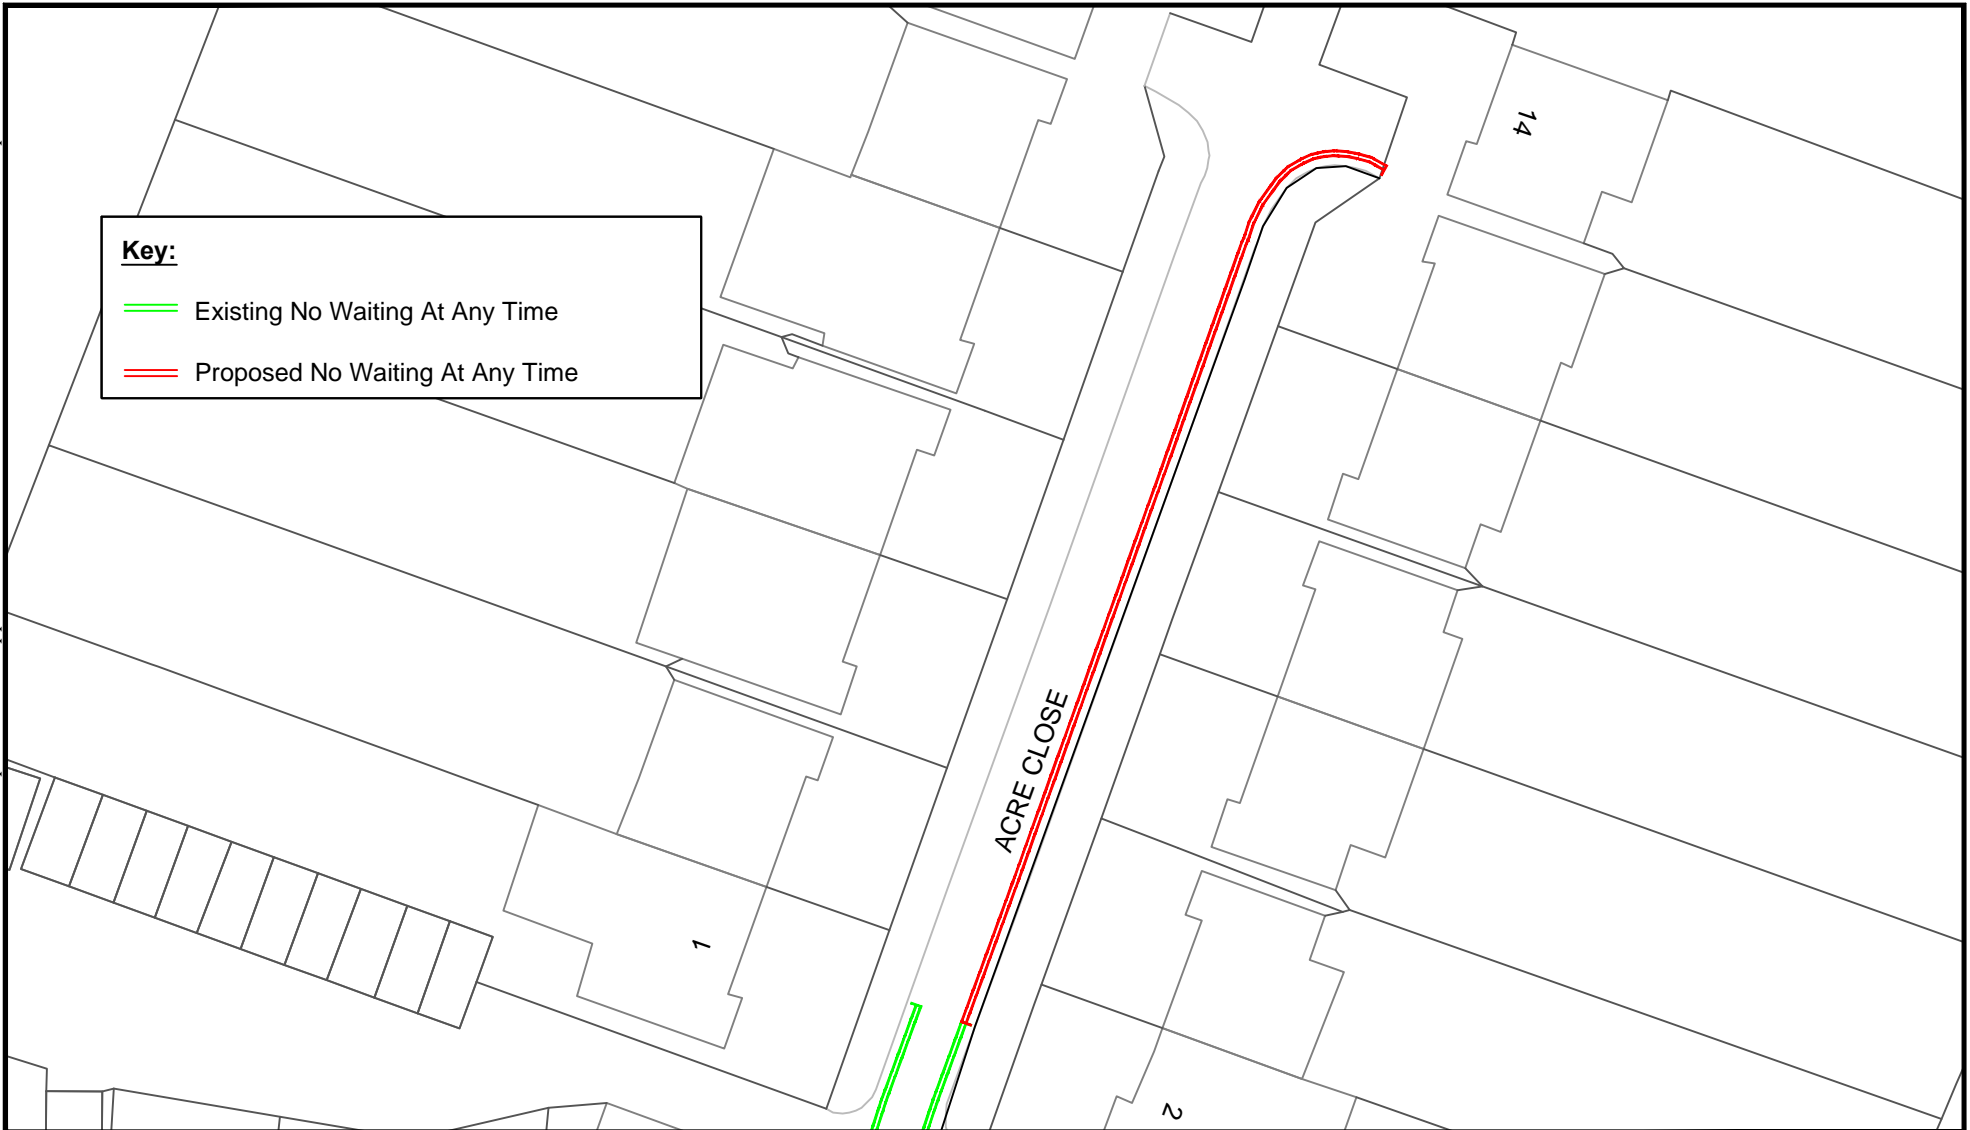 14
Key:
Existing No Waiting At Any Time
Proposed No Waiting At Any Time
ACRE CLOSE
1
2